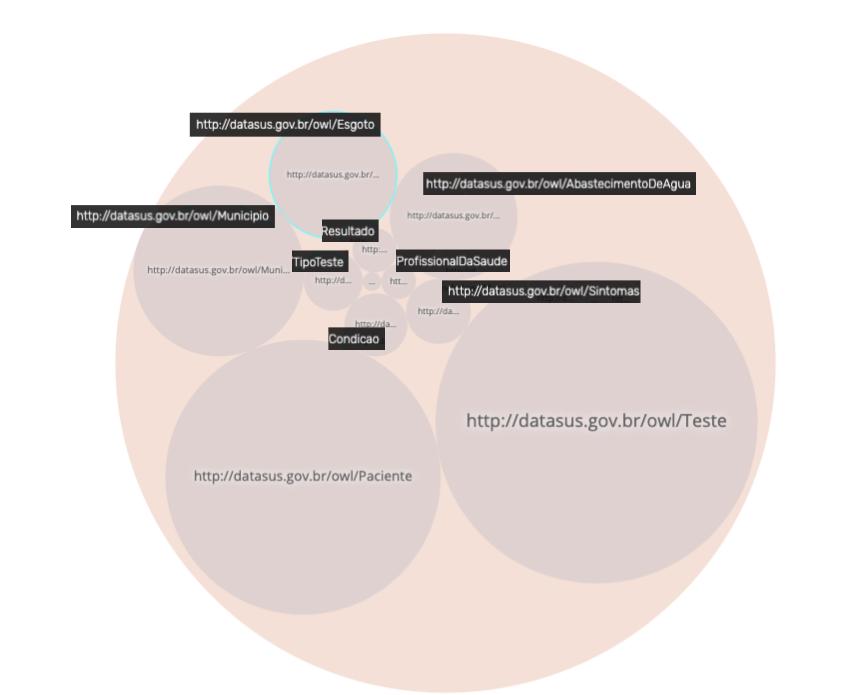 http://datasus.gov.br/owl/Esgoto
http://datasus.gov.br/...
http://datasus.gov.br/owl/AbastecimentoDeAgua
http://datasus.gov.br/owl/Municipio
http://datasus.gov.br/...
Resultado
http:...
TipoTeste
ProfissionalDaSaude
http://datasus.gov.br/owl/Muni...
http://d...
...
htt...
http://datasus.gov.br/owl/Sintomas
http://da...
http://da...
Condicao
http://datasus.gov.br/owl/Teste
http://datasus.gov.br/owl/Paciente